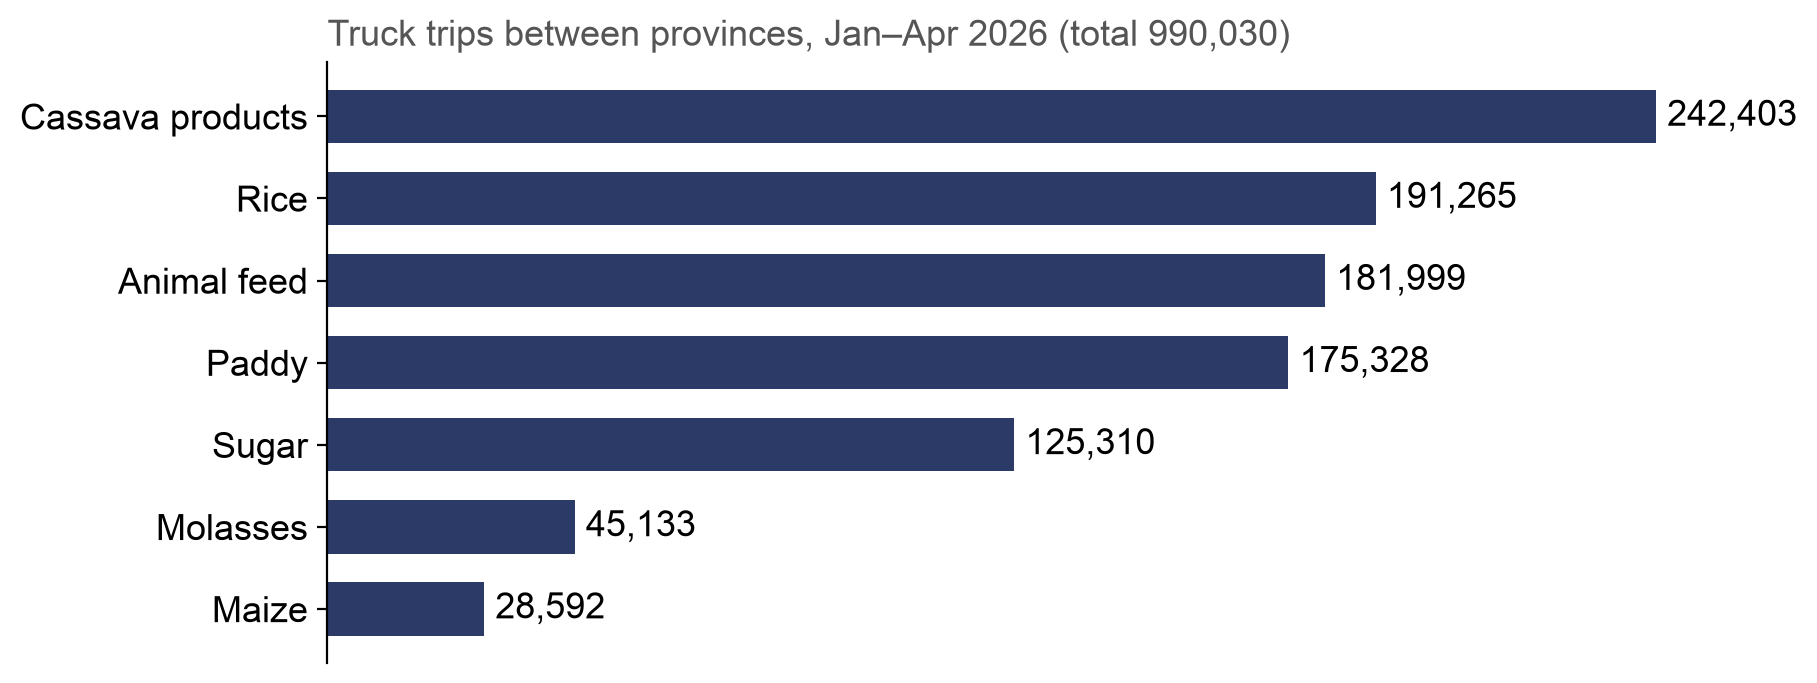 Truck trips between provinces, Jan–Apr 2026 (total 990,030)
Cassava products 242,403
Rice 191,265
Animal feed 181,999
Paddy 175,328
Sugar 125,310
Molasses 45,133
Maize 28,592